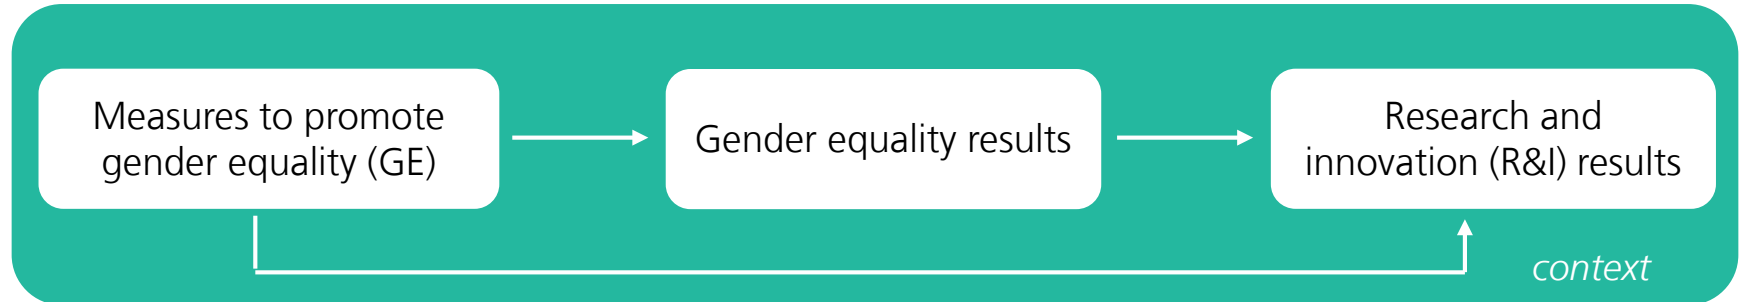 Measures to promote
gender equality (GE)
Gender equality results
Research and
innovation (R&I) results
context